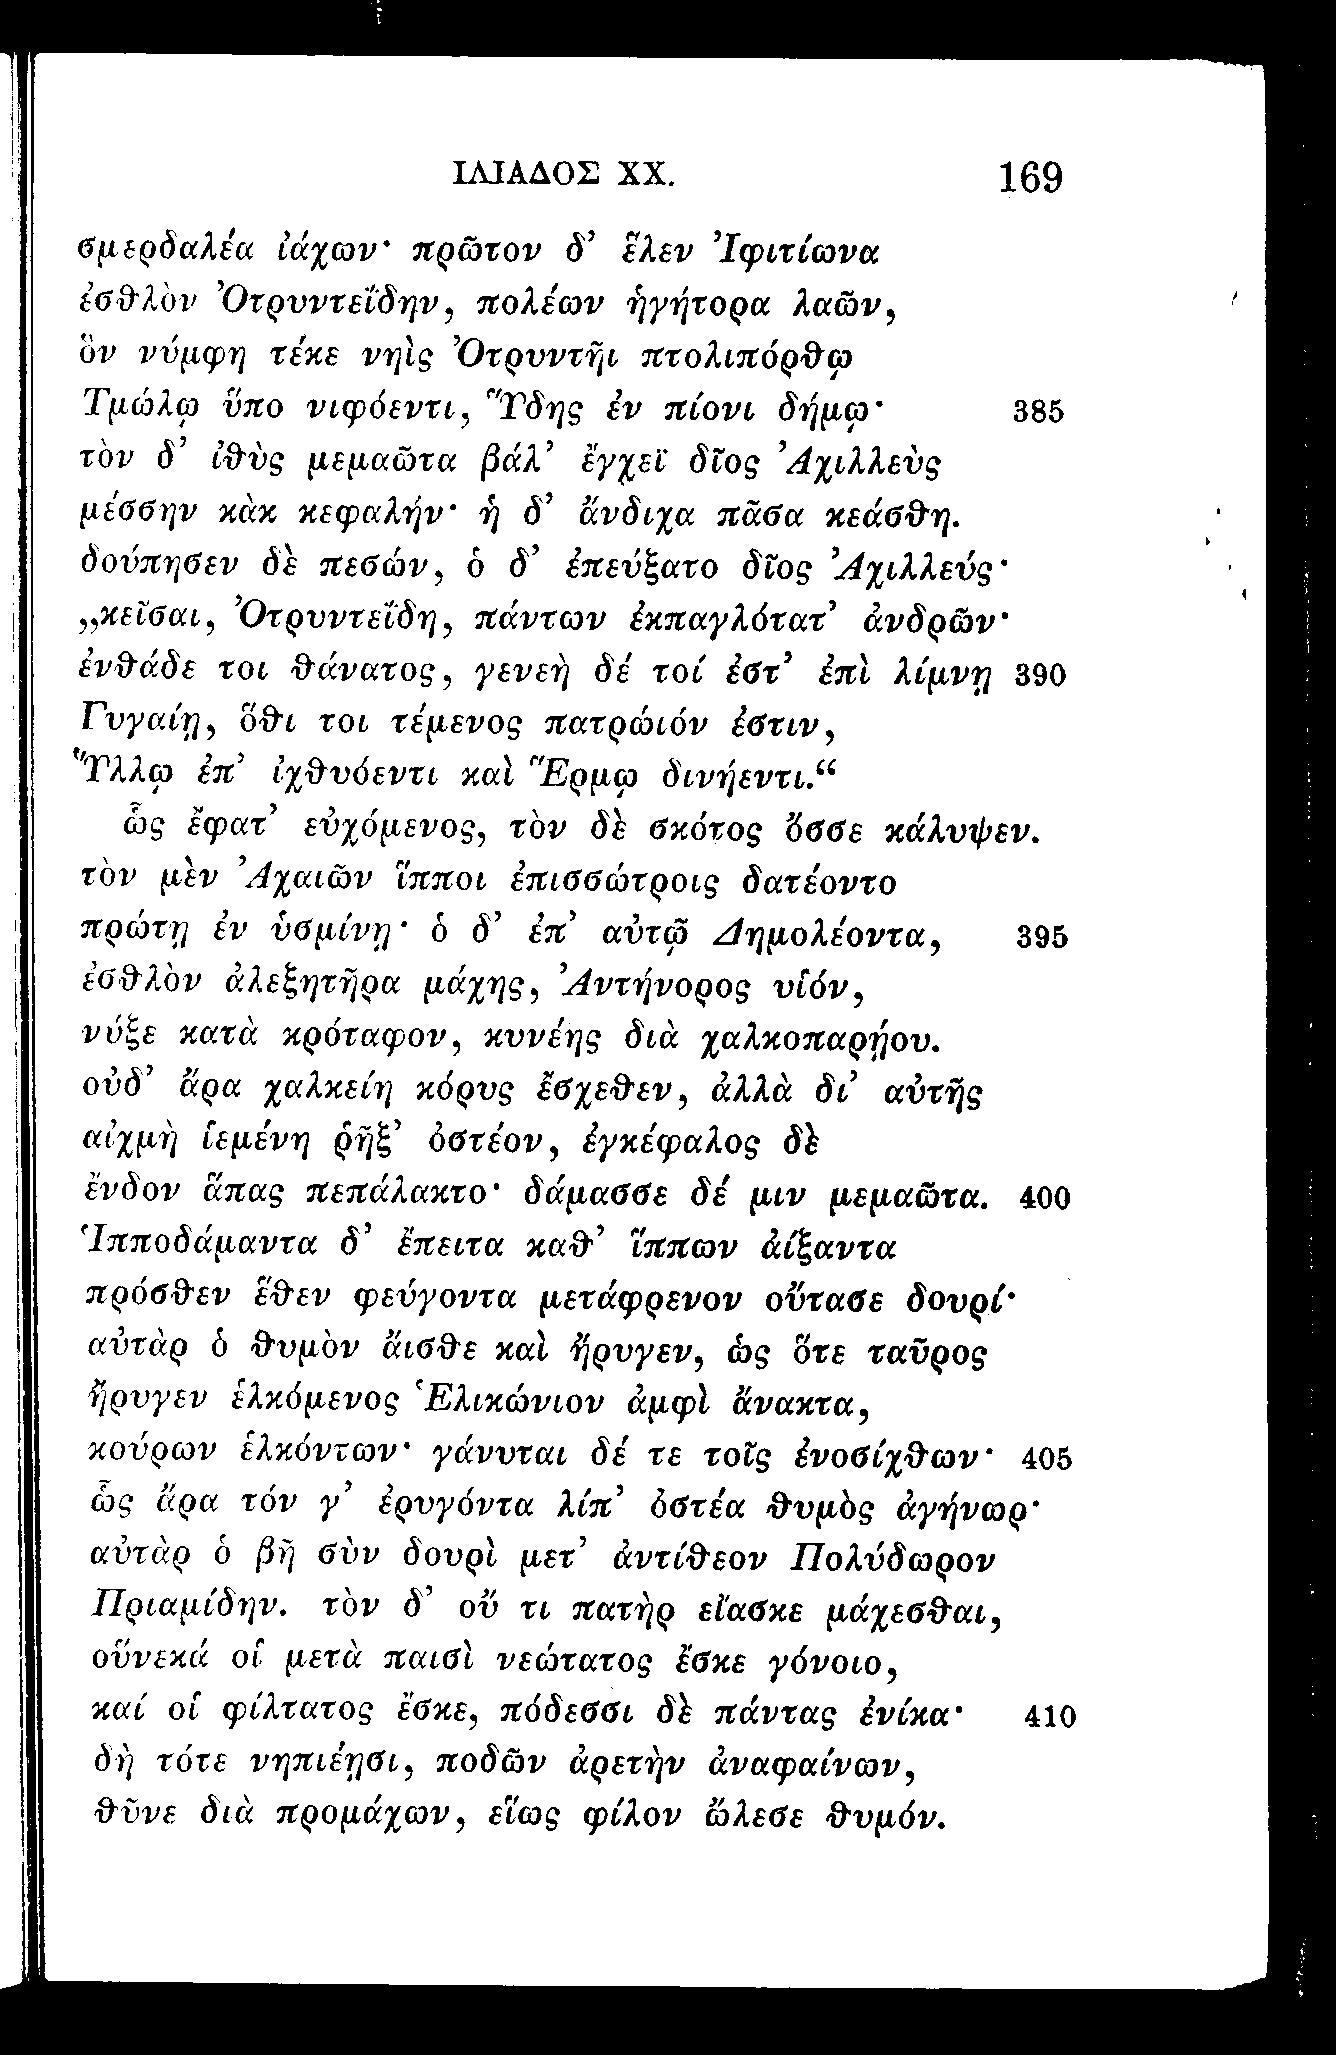 ΙΛΙΑΔΟΣ XX. 169
σμερδαλέα ἰάχων· πρῶτον δ’ ἕλεν Ἰφιτίωνα
ἐσθλὸν Ὀτρυντεΐδην, πολέων ἡγήτορα λαῶν,
ὃν νύμφη τέκε νηὶς Ὀτρυντῆι πτολιπόρθῳ
Τμώλῳ ὕπο νιφόεντι, Ὕδης ἐν πίονι δήμῳ· 385
τὸν δ’ ἰθὺς μεμαῶτα βάλ’ ἔγχεϊ δῖος Ἀχιλλεὺς
μέσσην κὰκ κεφαλήν· ἡ δ’ ἄνδιχα πᾶσα κεάσθη.
δούπησεν δὲ πεσών, ὁ δ’ ἐπεύξατο δῖος Ἀχιλλεύς·
„κεῖσαι, Ὀτρυντεΐδη, πάντων ἐκπαγλότατ’ ἀνδρῶν·
ἐνθάδε τοι θάνατος, γενεὴ δέ τοί ἐστ’ ἐπὶ λίμνῃ 390
Γυγαίῃ, ὅθι τοι τέμενος πατρώιόν ἐστιν,
Ὕλλῳ ἐπ’ ἰχθυόεντι καὶ Ἕρμῳ δινήεντι.“
ὣς ἔφατ’ εὐχόμενος, τὸν δὲ σκότος ὄσσε κάλυψεν.
τὸν μὲν Ἀχαιῶν ἵπποι ἐπισσώτροις δατέοντο
πρώτῃ ἐν ὑσμίνῃ· ὁ δ’ ἐπ’ αὐτῷ Δημολέοντα, 395
ἐσθλὸν ἀλεξητῆρα μάχης, Ἀντήνορος υἱόν,
νύξε κατὰ κρόταφον, κυνέης διὰ χαλκοπαρῄου.
οὐδ’ ἄρα χαλκείη κόρυς ἔσχεθεν, ἀλλὰ δι’ αὐτῆς
αἰχμὴ ἱεμένη ῥῆξ’ ὀστέον, ἐγκέφαλος δὲ
ἔνδον ἅπας πεπάλακτο· δάμασσε δέ μιν μεμαῶτα. 400
Ἱπποδάμαντα δ’ ἔπειτα καθ’ ἵππων ἀίξαντα
πρόσθεν ἕθεν φεύγοντα μετάφρενον οὔτασε δουρί·
αὐτὰρ ὁ θυμὸν ἄισθε καὶ ἤρυγεν, ὡς ὅτε ταῦρος
ἤρυγεν ἑλκόμενος Ἑλικώνιον ἀμφὶ ἄνακτα,
κούρων ἑλκόντων· γάνυται δέ τε τοῖς ἐνοσίχθων· 405
ὣς ἄρα τόν γ’ ἐρυγόντα λίπ’ ὀστέα θυμὸς ἀγήνωρ·
αὐτὰρ ὁ βῆ σὺν δουρὶ μετ’ ἀντίθεον Πολύδωρον
Πριαμίδην. τὸν δ’ οὔ τι πατὴρ εἴασκε μάχεσθαι,
οὕνεκά οἱ μετὰ παισὶ νεώτατος ἔσκε γόνοιο,
καί οἱ φίλτατος ἔσκε, πόδεσσι δὲ πάντας ἐνίκα· 410
δὴ τότε νηπιέῃσι, ποδῶν ἀρετὴν ἀναφαίνων,
θῦνε διὰ προμάχων, εἵως φίλον ὤλεσε θυμόν.